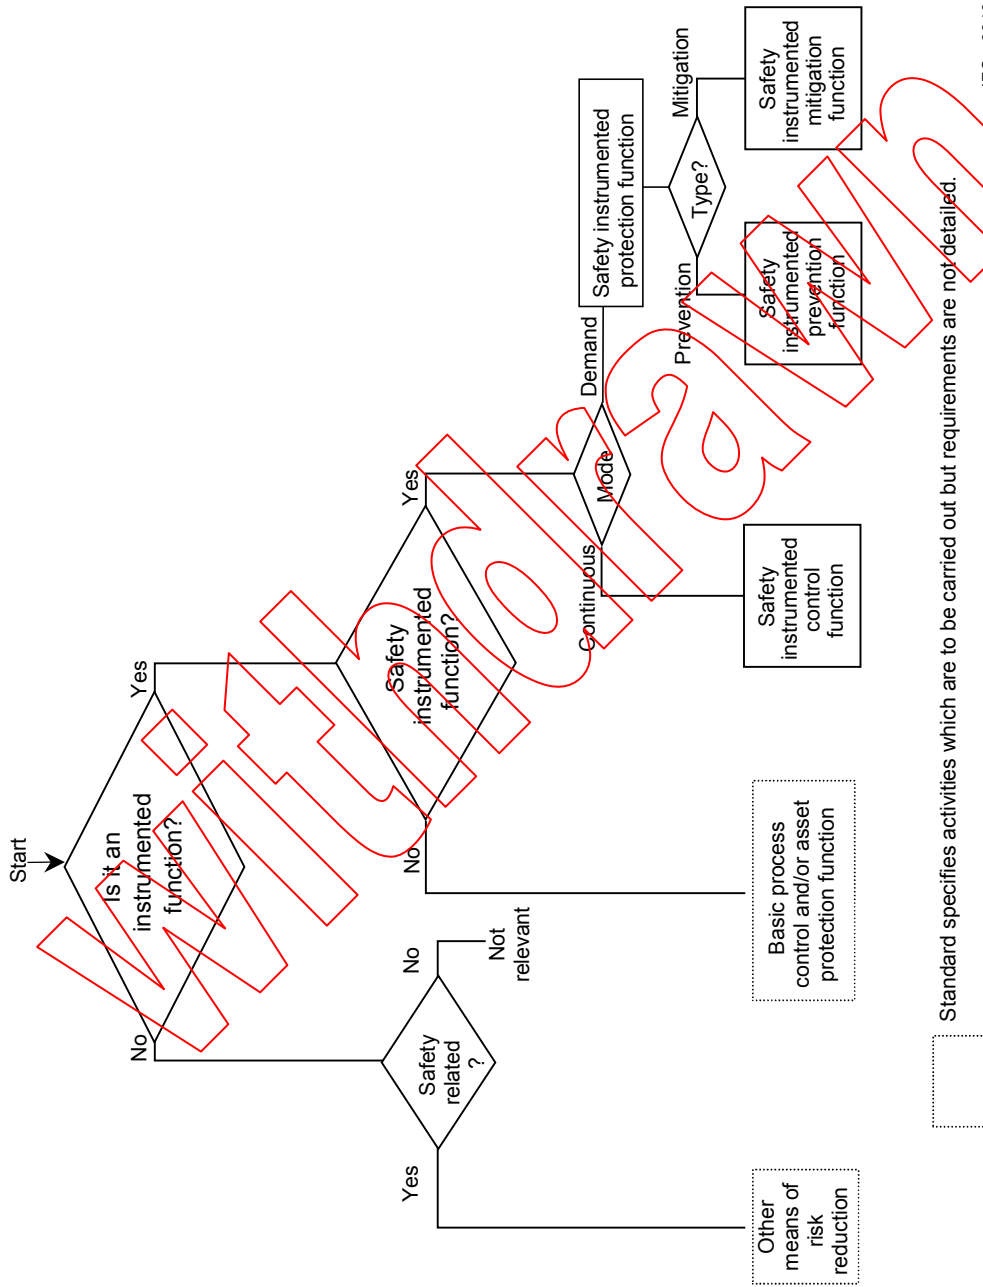 Start
Is it an
instrumented
function?
No
Yes
Safety
related
?
Yes
No
Not
relevant
Safety
instrumented
function?
No
Yes
Mode
Continuous
Demand
Safety instrumented
protection function
Type?
Prevention
Mitigation
Other
means of
risk
reduction
Basic process
control and/or asset
protection function
Safety
instrumented
control
function
Safety
instrumented
prevention
function
Safety
instrumented
mitigation
function
Standard specifies activities which are to be carried out but requirements are not detailed.
Withdrawn